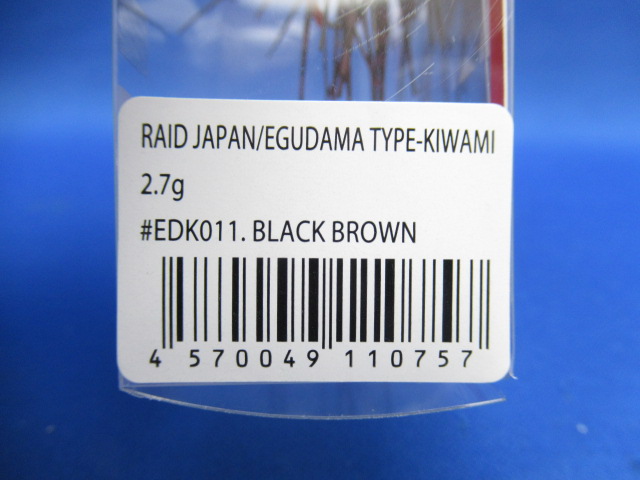 RAID JAPAN/EGUDAMA TYPE-KIWAMI
2.7g
#EDK011. BLACK BROWN
4 570049 110757